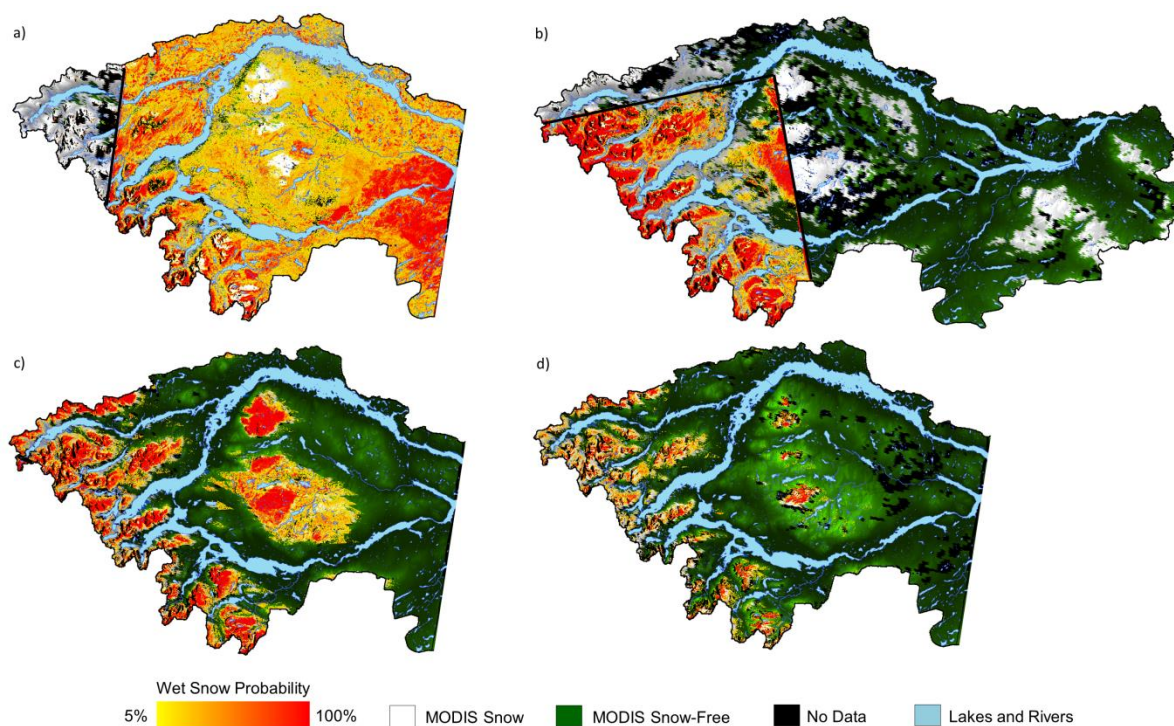 a)
b)
c)
d)
Wet Snow Probability
5% 100% MODIS Snow MODIS Snow-Free No Data Lakes and Rivers